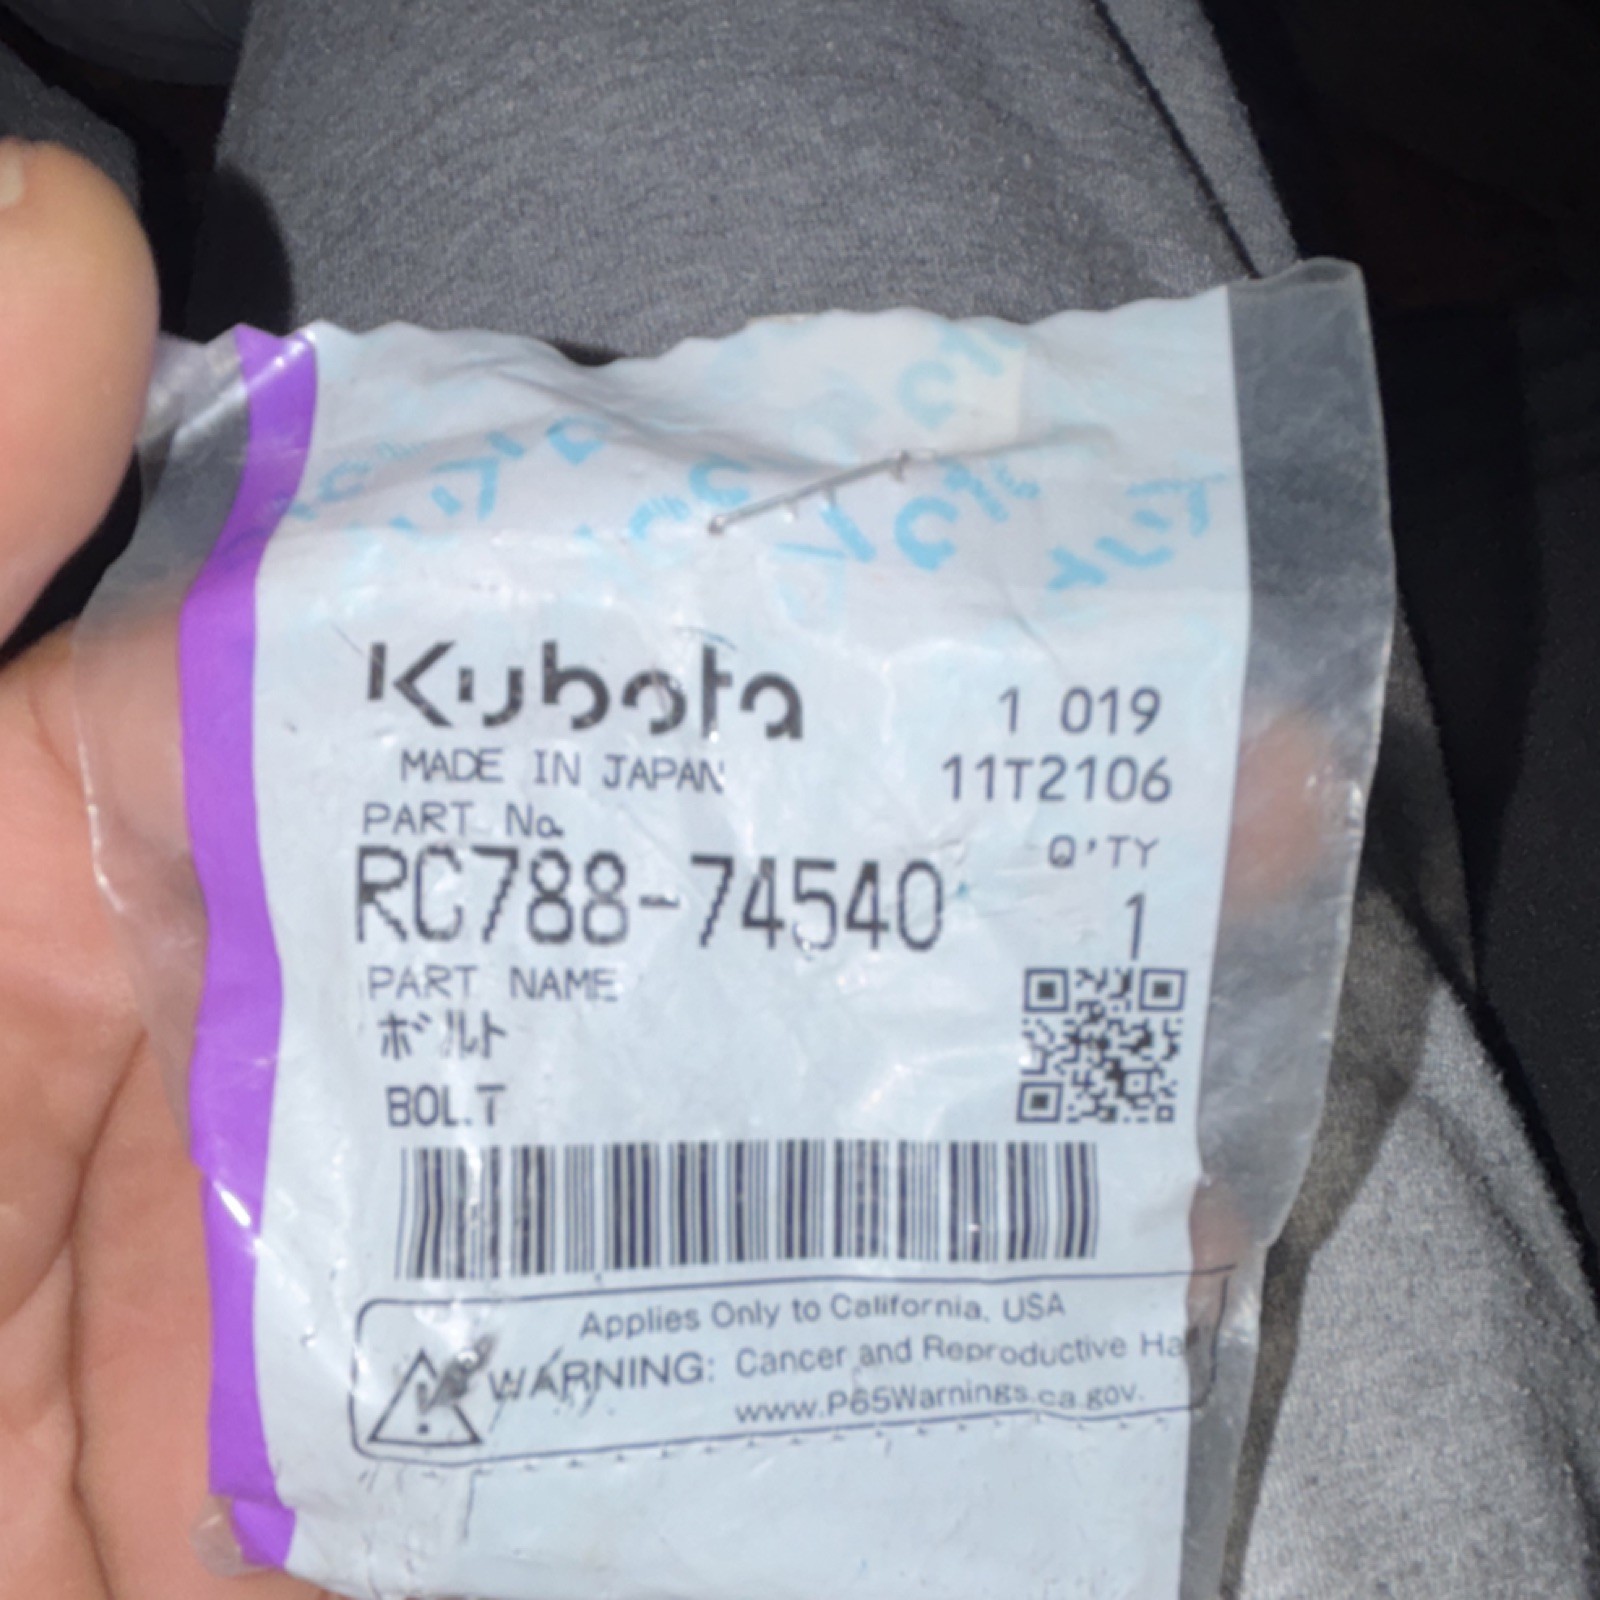 Kubota
1 019
MADE IN JAPAN
11T2106
PART No.
Q'TY
RC788-74540
1
PART NAME
ボルト
BOLT
Applies Only to California, USA
WARNING: Cancer and Reproductive Ha
www.P65Warnings.ca.gov.